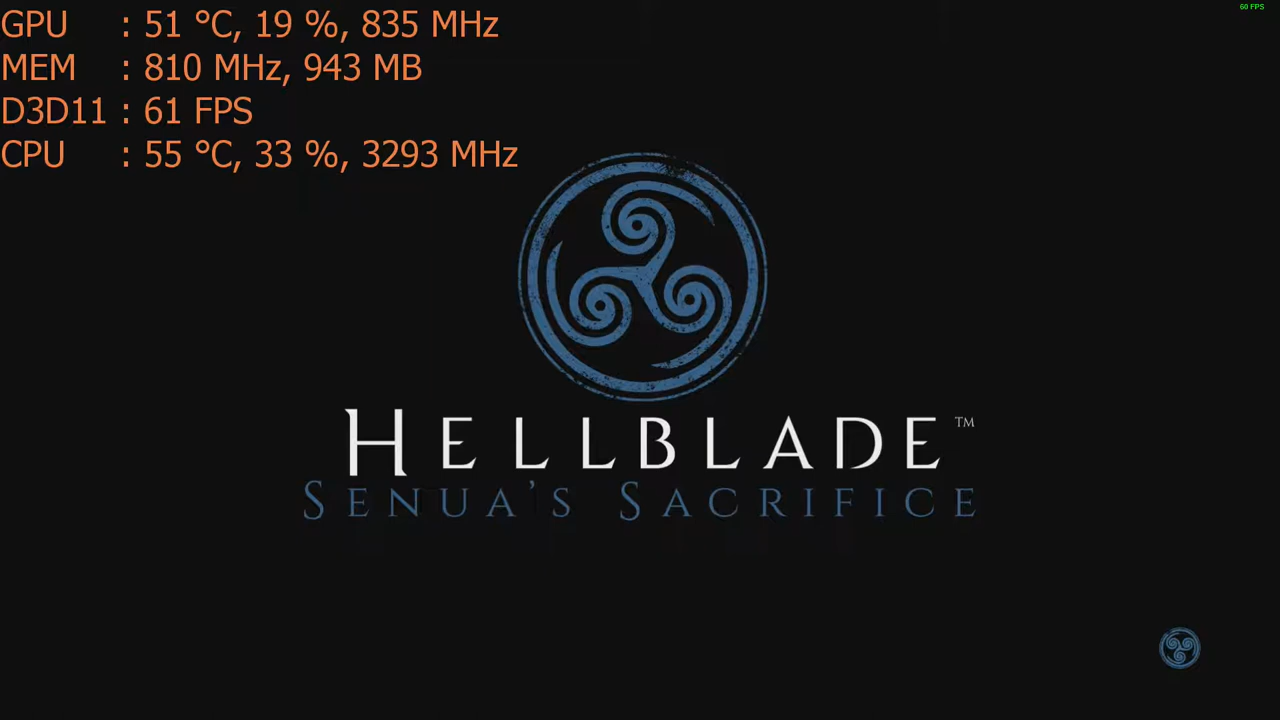 GPU : 51 °C, 19 %, 835 MHz
60 FPS
MEM : 810 MHz, 943 MB
D3D11 : 61 FPS
CPU : 55 °C, 33 %, 3293 MHz
HELLBLADE™
SENUA'S SACRIFICE